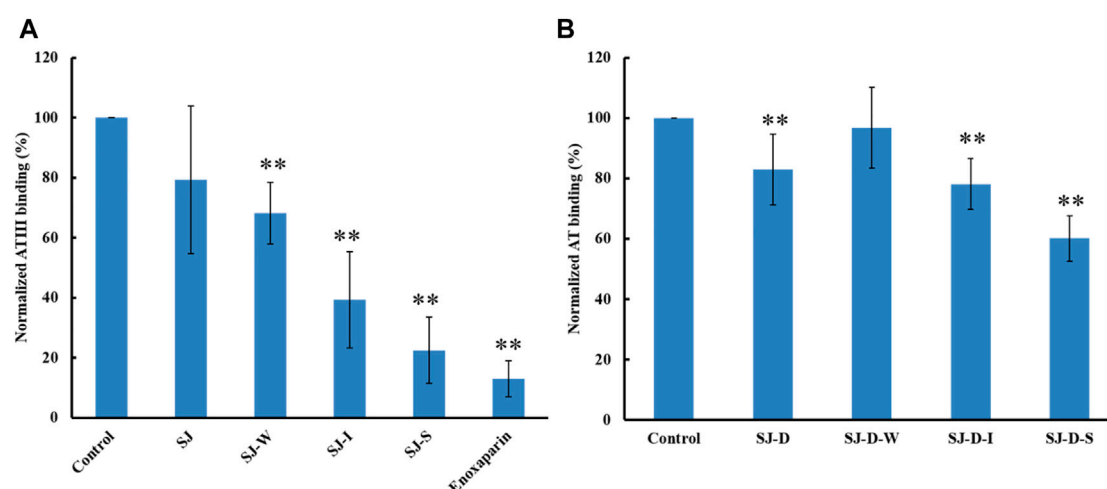 A
Normalized ATIII binding (%)
120
100
80
60
40
20
0
**
**
**
**
Control
SJ
SJ-W
SJ-I
SJ-S
Enoxaparin
B
Normalized AT binding (%)
120
100
80
60
40
20
0
**
**
**
Control
SJ-D
SJ-D-W
SJ-D-I
SJ-D-S